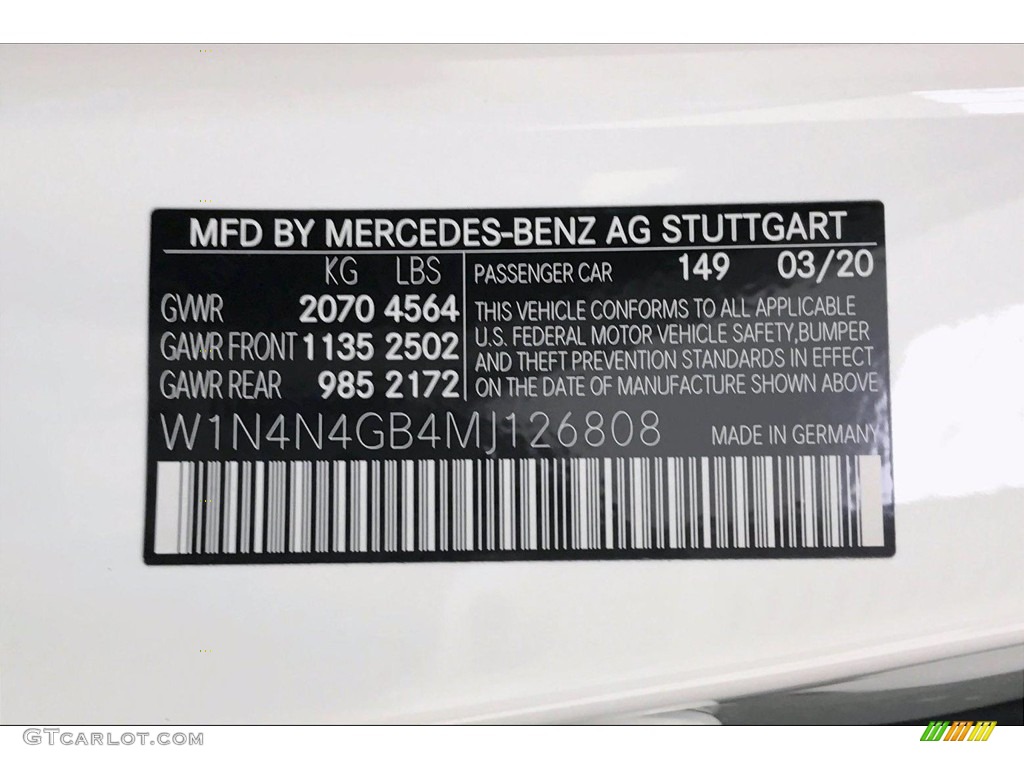 MFD BY MERCEDES-BENZ AG STUTTGART
KG LBS
GVWR 2070 4564
GAWR FRONT 1135 2502
GAWR REAR 985 2172
PASSENGER CAR 149 03/20
THIS VEHICLE CONFORMS TO ALL APPLICABLE
U.S. FEDERAL MOTOR VEHICLE SAFETY,BUMPER
AND THEFT PREVENTION STANDARDS IN EFFECT
ON THE DATE OF MANUFACTURE SHOWN ABOVE
W1N4N4GB4MJ126808 MADE IN GERMANY
GTCARLOT.COM